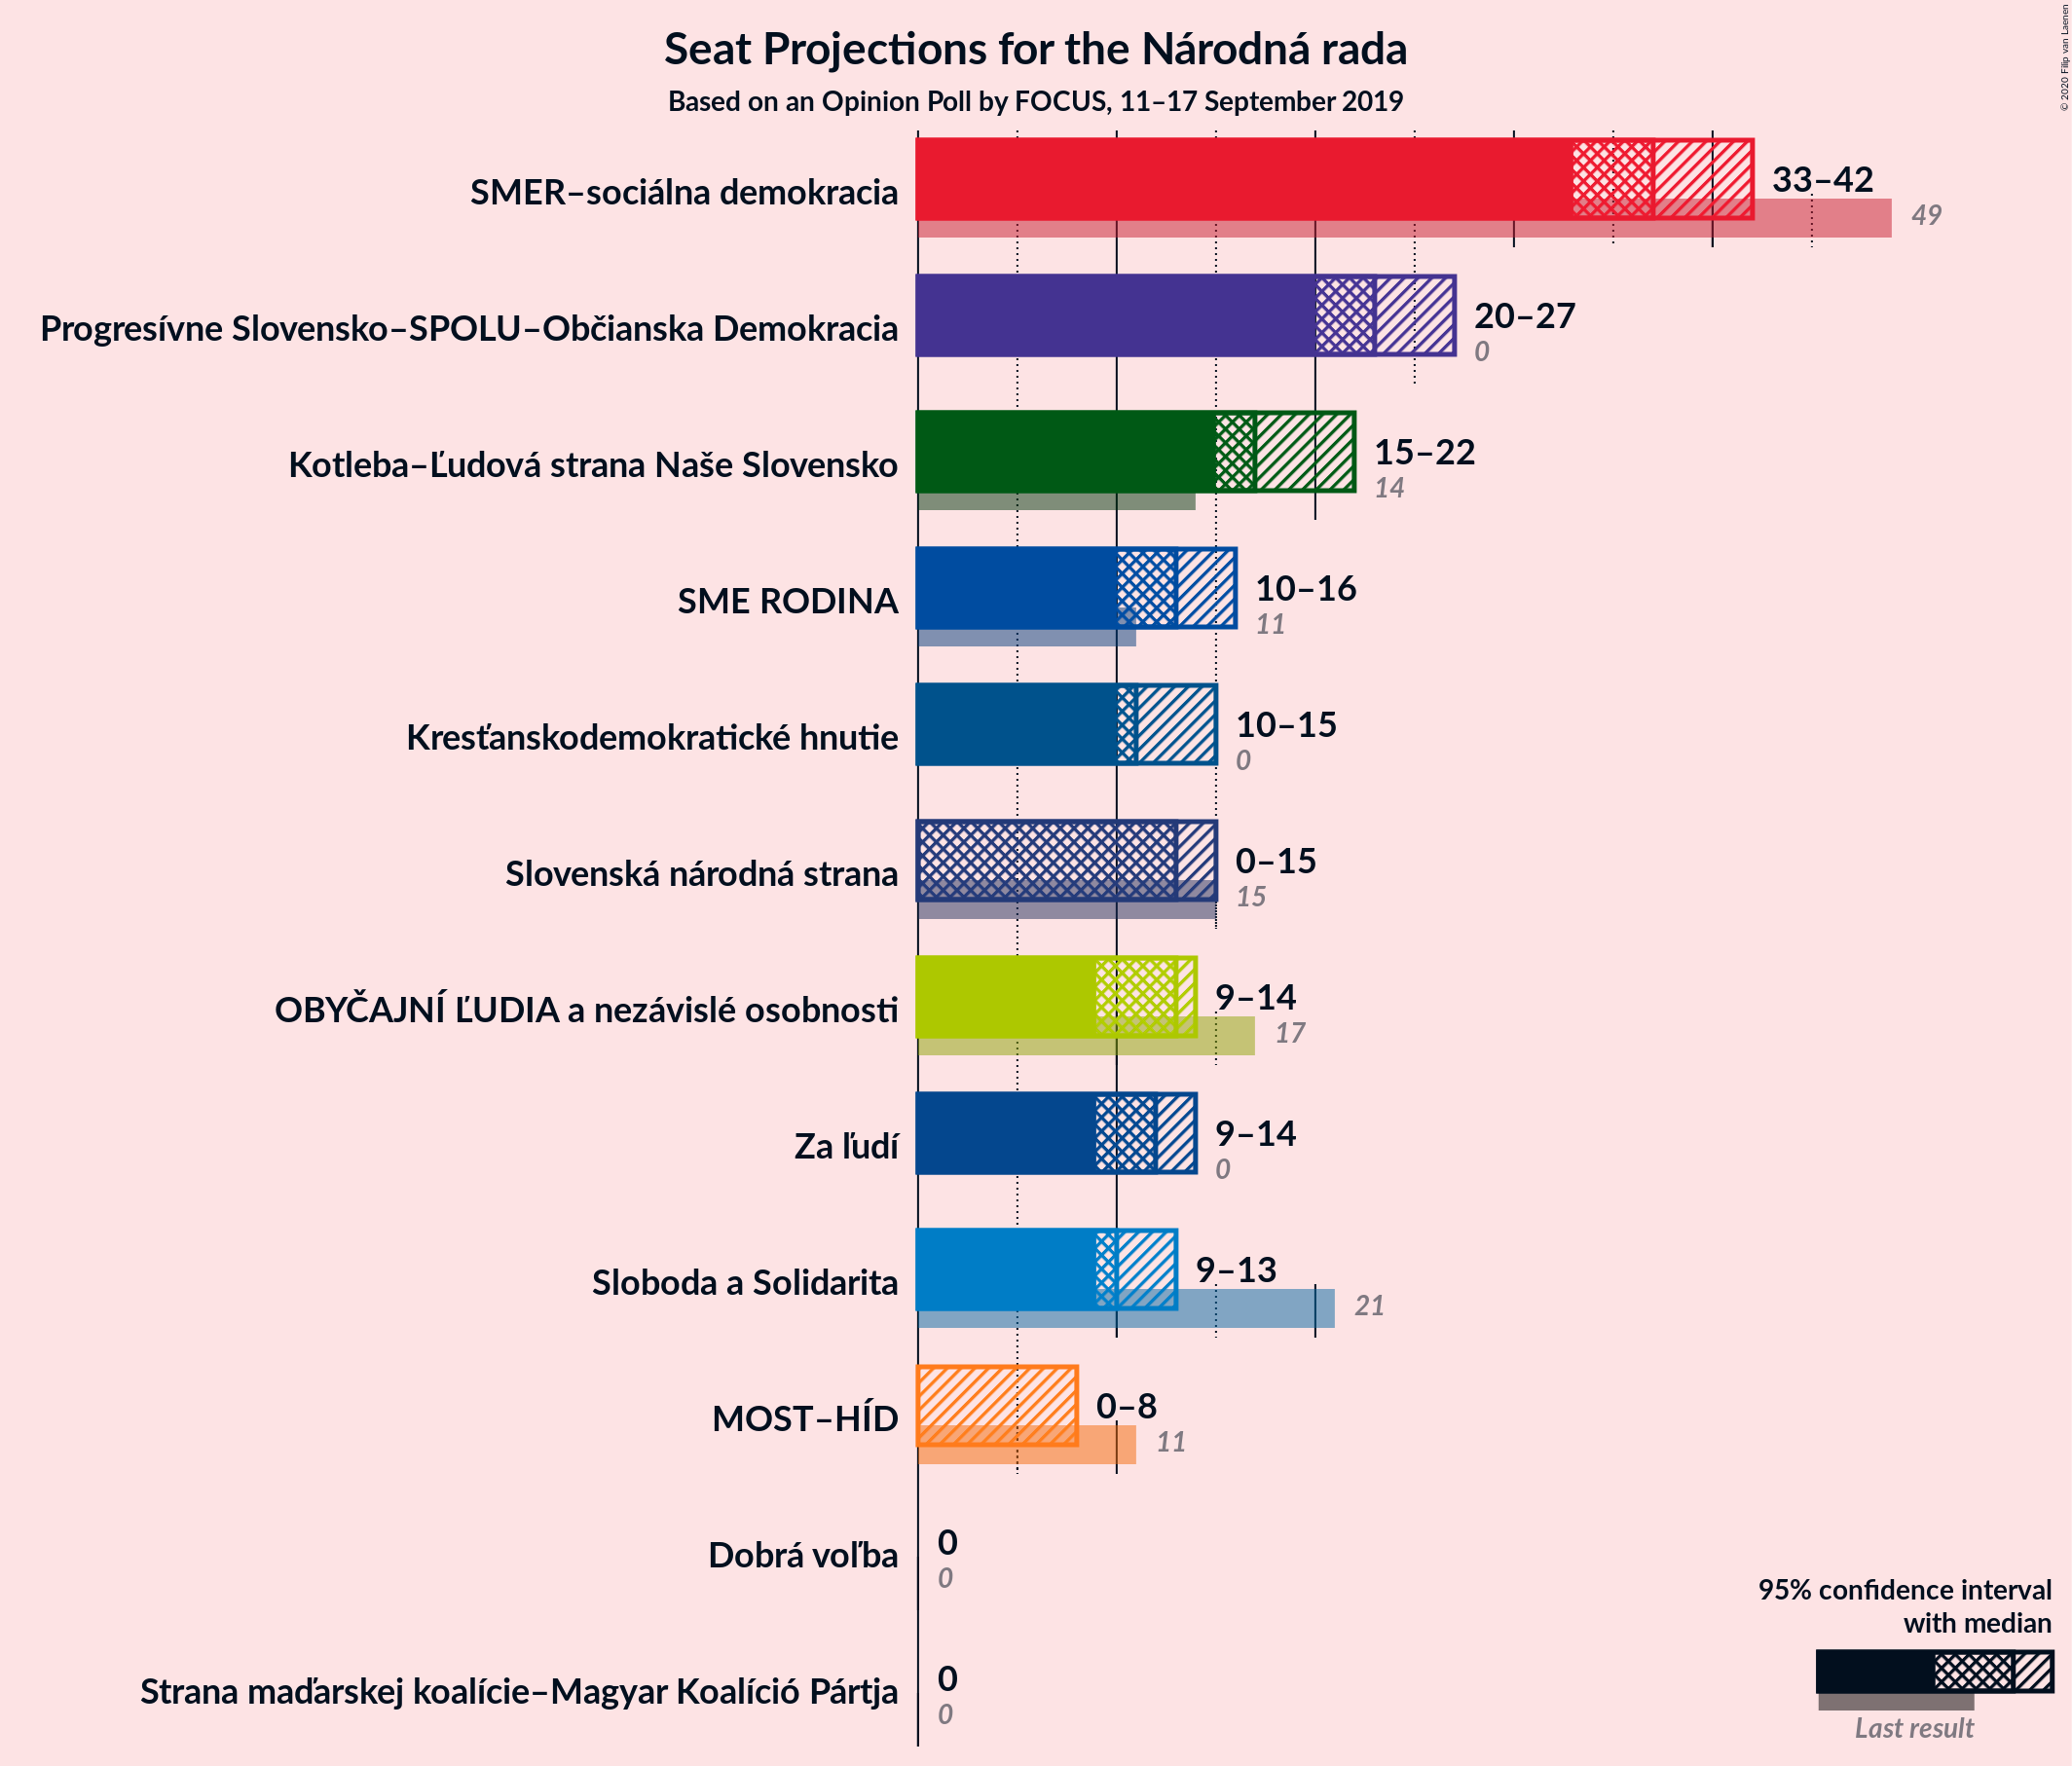 Seat Projections for the Národná rada
Based on an Opinion Poll by FOCUS, 11–17 September 2019
© 2020 Filip van Laenen
SMER–sociálna demokracia
33–42
49
Progresívne Slovensko–SPOLU–Občianska Demokracia
20–27
0
Kotleba–Ľudová strana Naše Slovensko
15–22
14
SME RODINA
10–16
11
Kresťanskodemokratické hnutie
10–15
0
Slovenská národná strana
0–15
15
OBYČAJNÍ ĽUDIA a nezávislé osobnosti
9–14
17
Za ľudí
9–14
0
Sloboda a Solidarita
9–13
21
MOST–HÍD
0–8
11
Dobrá voľba
0
0
Strana maďarskej koalície–Magyar Koalíció Pártja
0
0
95% confidence interval
with median
Last result